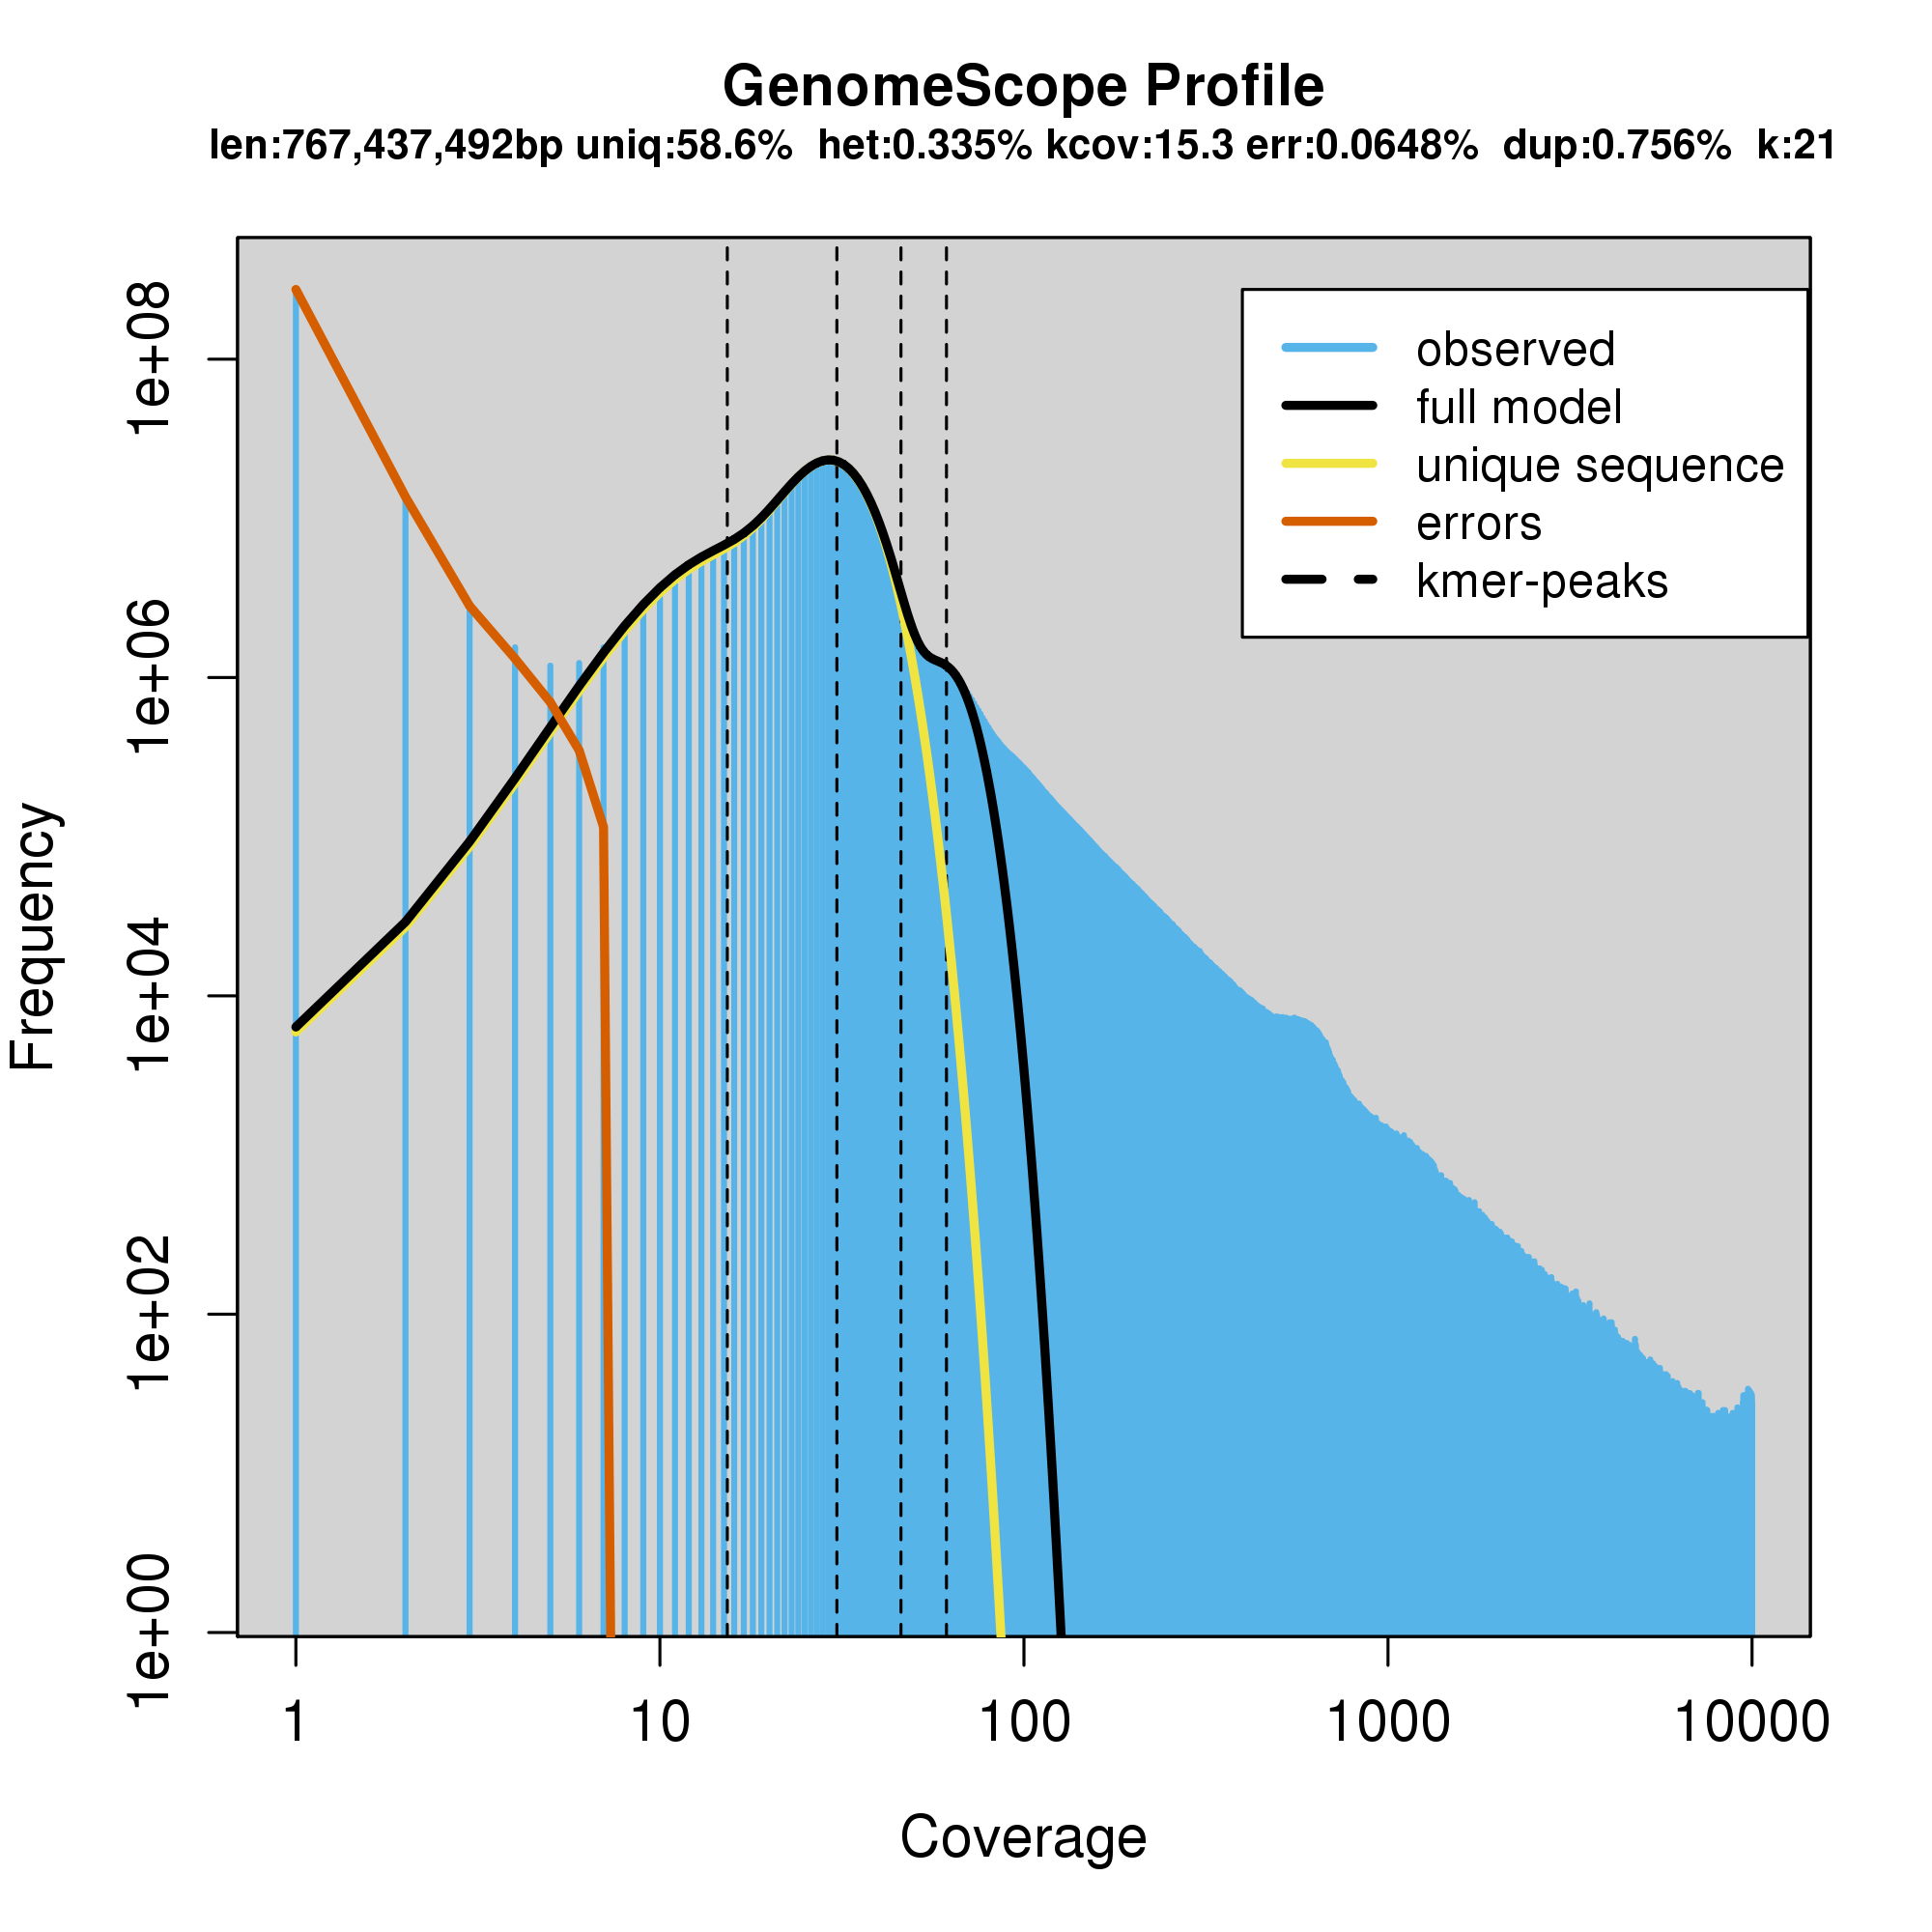 GenomeScope Profile
len:767,437,492bp uniq:58.6% het:0.335% kcov:15.3 err:0.0648% dup:0.756% k:21
observed
full model
unique sequence
errors
kmer-peaks
1e+08
1e+06
1e+04
1e+02
1e+00
Frequency
1 10 100 1000 10000
Coverage